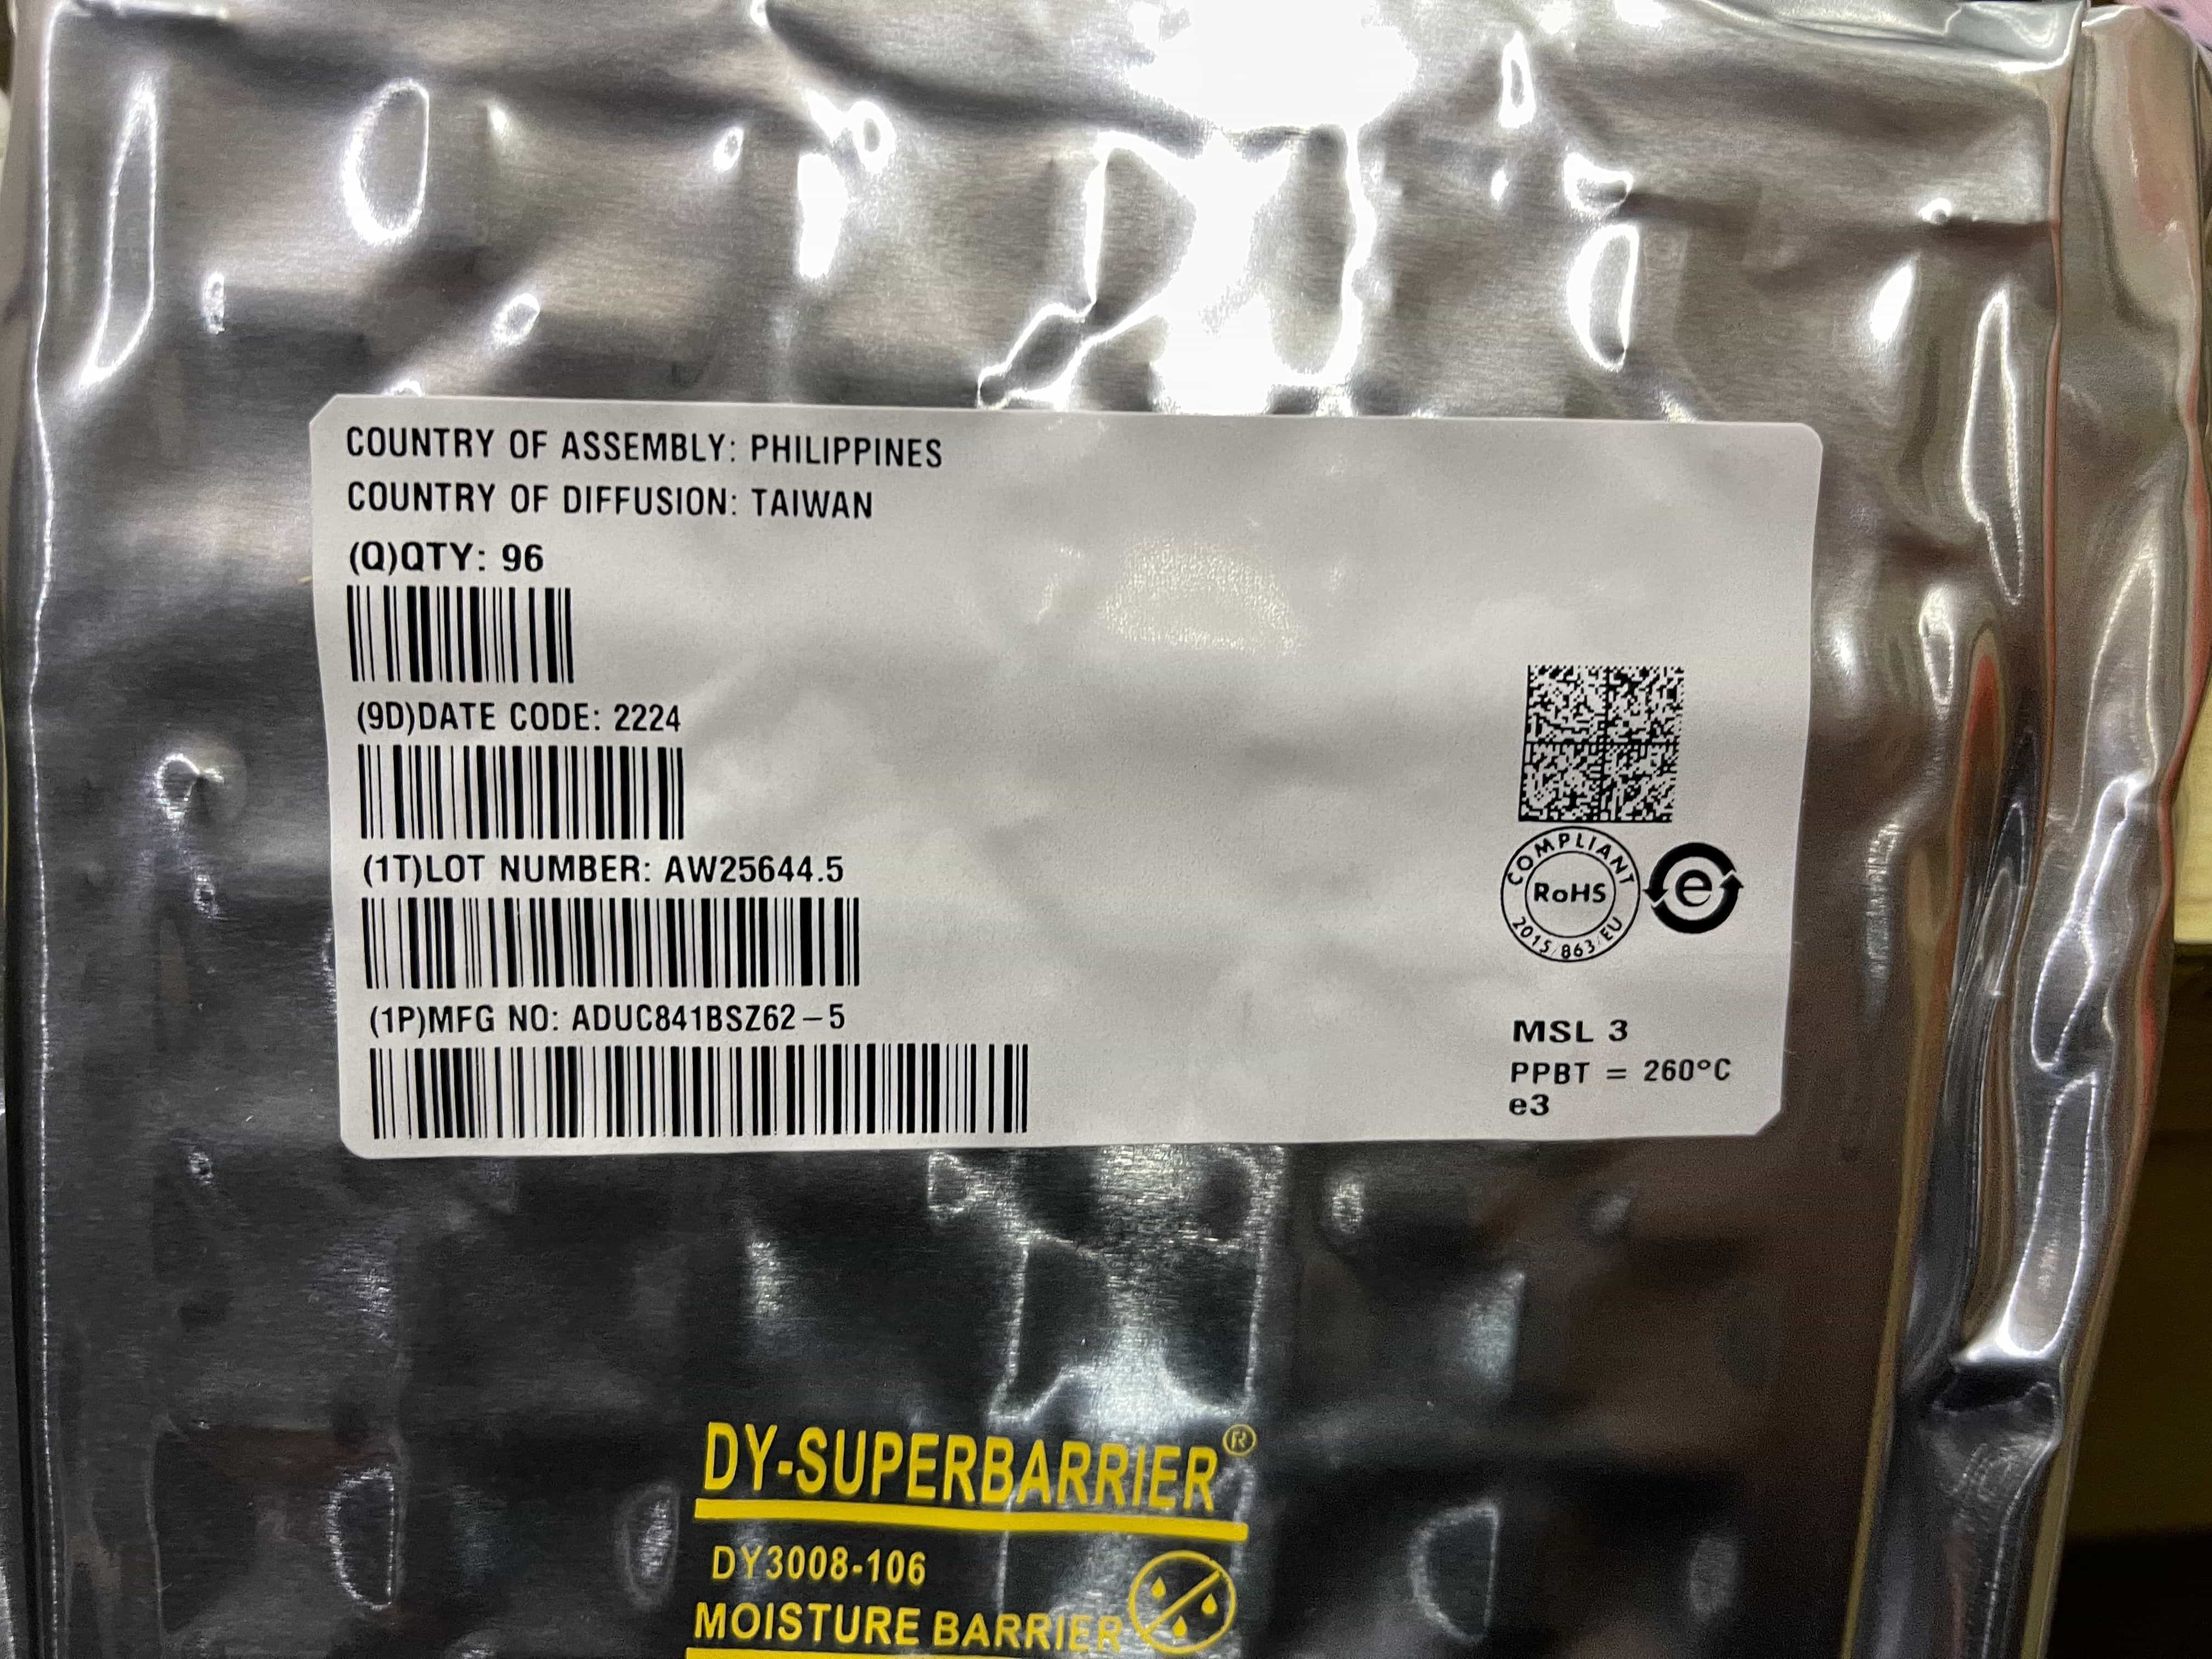 COUNTRY OF ASSEMBLY: PHILIPPINES
COUNTRY OF DIFFUSION: TAIWAN
(Q)QTY: 96
(9D)DATE CODE: 2224
(1T)LOT NUMBER: AW25644.5
(1P)MFG NO: ADUC841BSZ62-5
COMPLIANT
RoHS
2015/863/EU
e
MSL 3
PPBT = 260°C
e3
DY-SUPERBARRIER®
DY3008-106
MOISTURE BARRIER